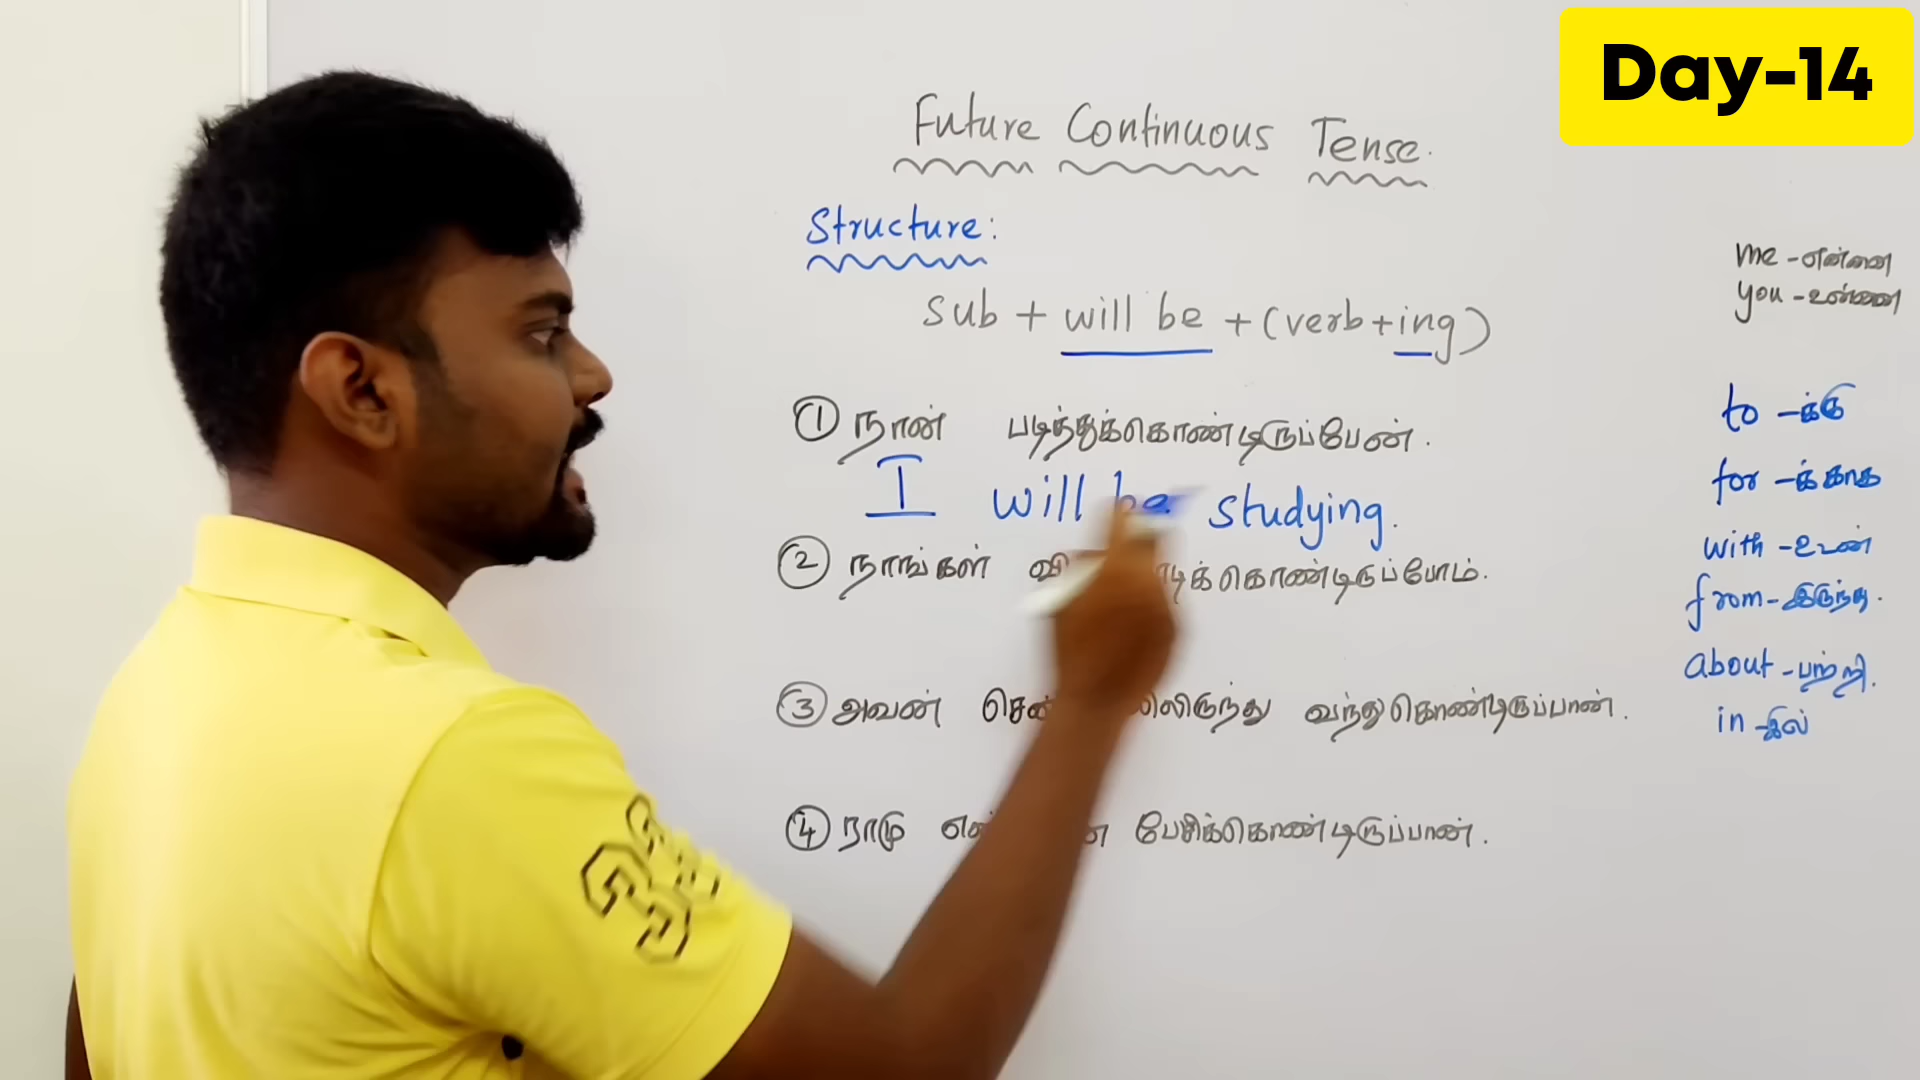 Day-14
Future Continuous Tense.
Structure:
sub + will be + (verb+ing)
① நான் படித்துக்கொண்டிருப்பேன்.
I will be studying.
② நாங்கள்
③ அவன் வந்துகொண்டிருப்பான்.
④ ராமு பேசிக்கொண்டிருப்பான்.
me - என்னை
you - உன்னை
to - க்கு
for - க்காக
with - உடன்
from - இருந்து.
about - பற்றி.
in - இல்